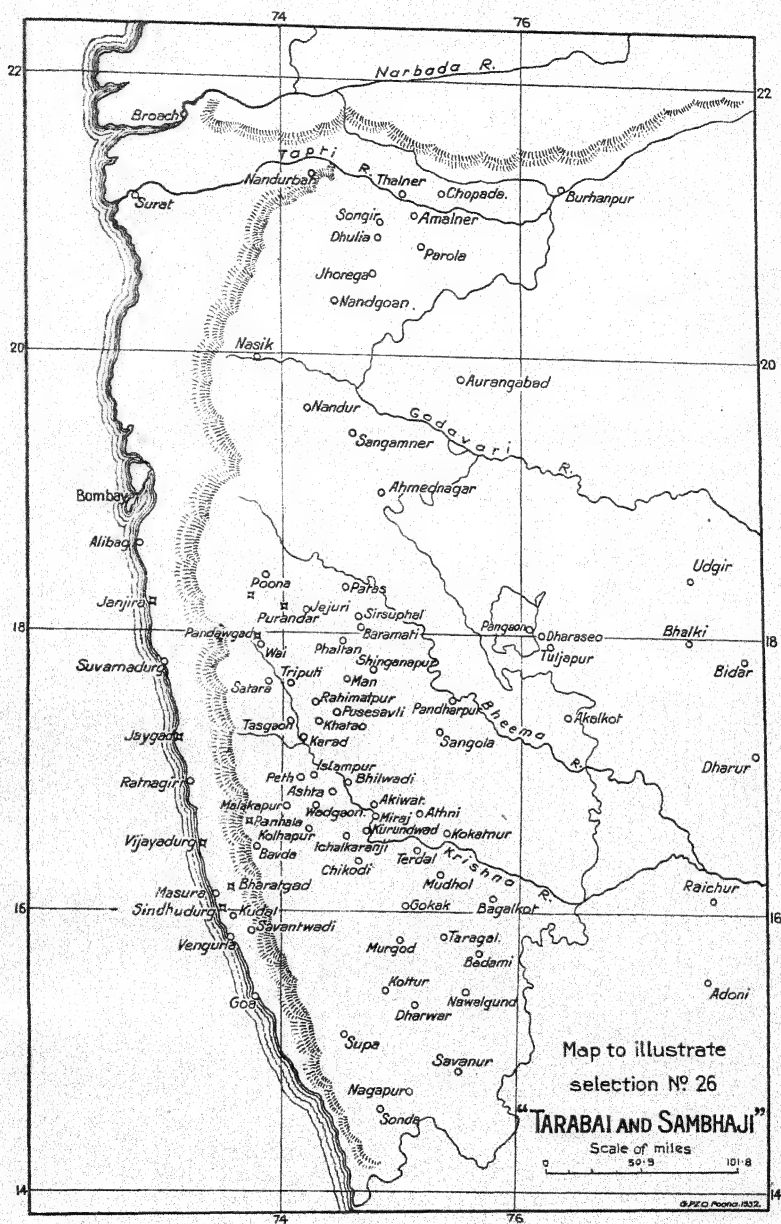 74 76
22 22
Narbada R.
Broach
Tapti R.
Nandurbar
Thalner
Chopada.
Burhanpur
Surat
Songir
Amalner
Dhulia
Parola
Jhorega
Nandgoan.
Nasik
20 20
Aurangabad
Nandur
Godavari R.
Sangamner
Ahmednagar
Bombay
Alibag
Udgir
Poona
Paras
Janjira
Purandar
Jejuri
Sirsuphal
Baramati
18 18
Pandavgad
Pangaon
Dharaseo
Wai
Phaltan
Tuljapur
Bhalki
Shinganapur
Bidar
Suvarnadurg
Satara
Triputi
Man
Rahimatpur
Pandharpur
Bheema R.
Pusesavli
Akalkot
Tasgaon
Khatao
Jaygad
Karad
Sangola
Dharur
Islampur
Ratnagiri
Peth
Bhilwadi
Ashta
Malakapur
Wadgaon.
Akiwat.
Athni
Panhala
Miraj
Kolhapur
Kurundwad
Kokatnur
Vijayadurg
Bavda
Ichalkaranji
Terdal
Krishna R.
Chikodi
Mudhol
Bharatgad
Masura
Raichur
Sindhudurg
Kudal
Gokak
Bagalkot
16 16
Savantwadi
Vengurla
Murgod
Taragal.
Badami
Goa
Kottur
Nawalgund
Adoni
Dharwar
Supa
Savanur
Nagapur
Sonda
Map to illustrate
selection No 26
"TARABAI AND SAMBHAJI"
Scale of miles
0 50·9 101·8
14 14
G.P.Z.O. Poona.1932.
74 76